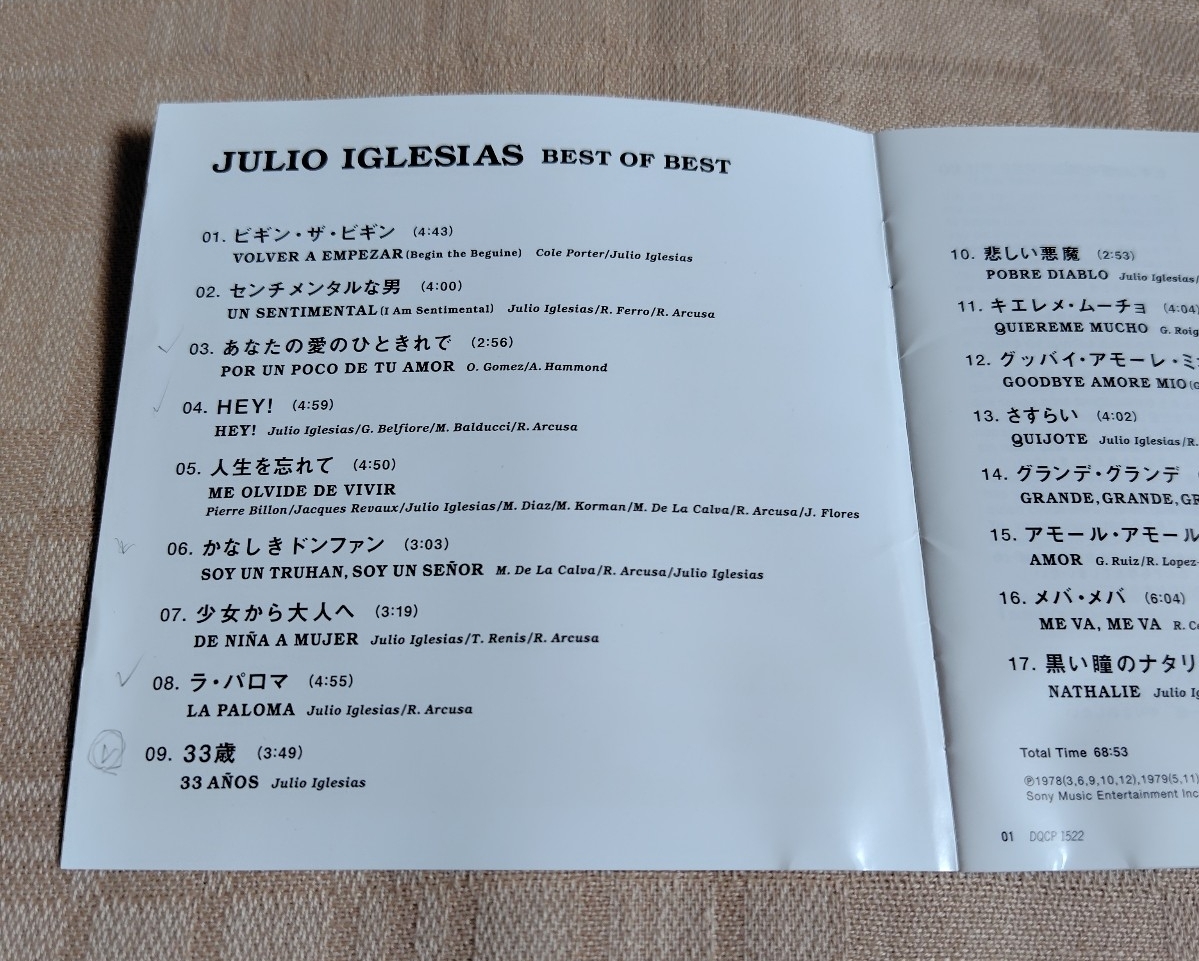 JULIO IGLESIAS BEST OF BEST
01. ビギン・ザ・ビギン (4:43)
VOLVER A EMPEZAR (Begin the Beguine) Cole Porter/Julio Iglesias
02. センチメンタルな男 (4:00)
UN SENTIMENTAL (I Am Sentimental) Julio Iglesias/R. Ferro/R. Arcusa
03. あなたの愛のひときれで (2:56)
POR UN POCO DE TU AMOR O. Gomez/A. Hammond
04. HEY! (4:59)
HEY! Julio Iglesias/G. Belfiore/M. Balducci/R. Arcusa
05. 人生を忘れて (4:50)
ME OLVIDE DE VIVIR
Pierre Billon/Jacques Revaux/Julio Iglesias/M. Diaz/M. Korman/M. De La Calva/R. Arcusa/J. Flores
06. かなしきドンファン (3:03)
SOY UN TRUHAN, SOY UN SEÑOR M. De La Calva/R. Arcusa/Julio Iglesias
07. 少女から大人へ (3:19)
DE NIÑA A MUJER Julio Iglesias/T. Renis/R. Arcusa
08. ラ・パロマ (4:55)
LA PALOMA Julio Iglesias/R. Arcusa
09. 33歳 (3:49)
33 AÑOS Julio Iglesias
10. 悲しい悪魔 (2:53)
POBRE DIABLO Julio Iglesias/
11. キエレメ・ムーチョ (4:04)
QUIEREME MUCHO G. Roig
12. グッバイ・アモーレ・ミ
GOODBYE AMORE MIO (G
13. さすらい (4:02)
QUIJOTE Julio Iglesias/R.
14. グランデ・グランデ
GRANDE, GRANDE, GR
15. アモール・アモール
AMOR G. Ruiz/R. Lopez-
16. メバ・メバ (6:04)
ME VA, ME VA R. C
17. 黒い瞳のナタリ
NATHALIE Julio Ig
Total Time 68:53
℗1978(3,6,9,10,12),1979(5,11)
Sony Music Entertainment Inc
01 DQCP 1522